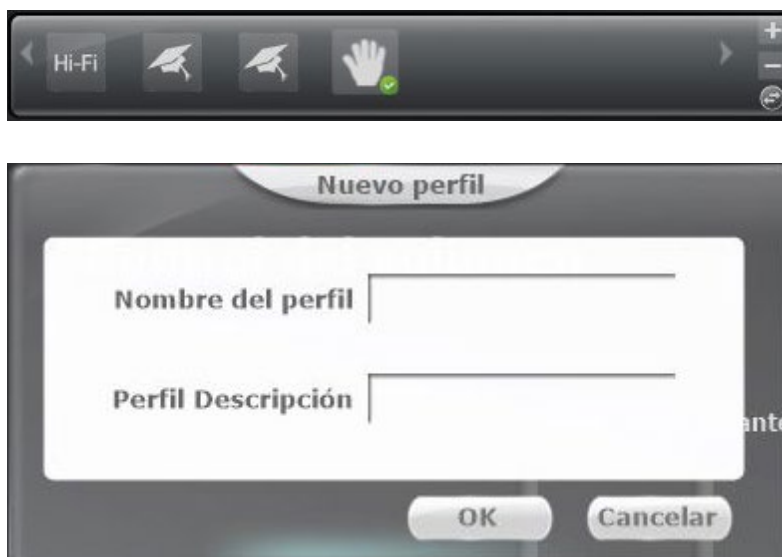 Hi-Fi
Nuevo perfil
Nombre del perfil
Perfil Descripción
OK
Cancelar